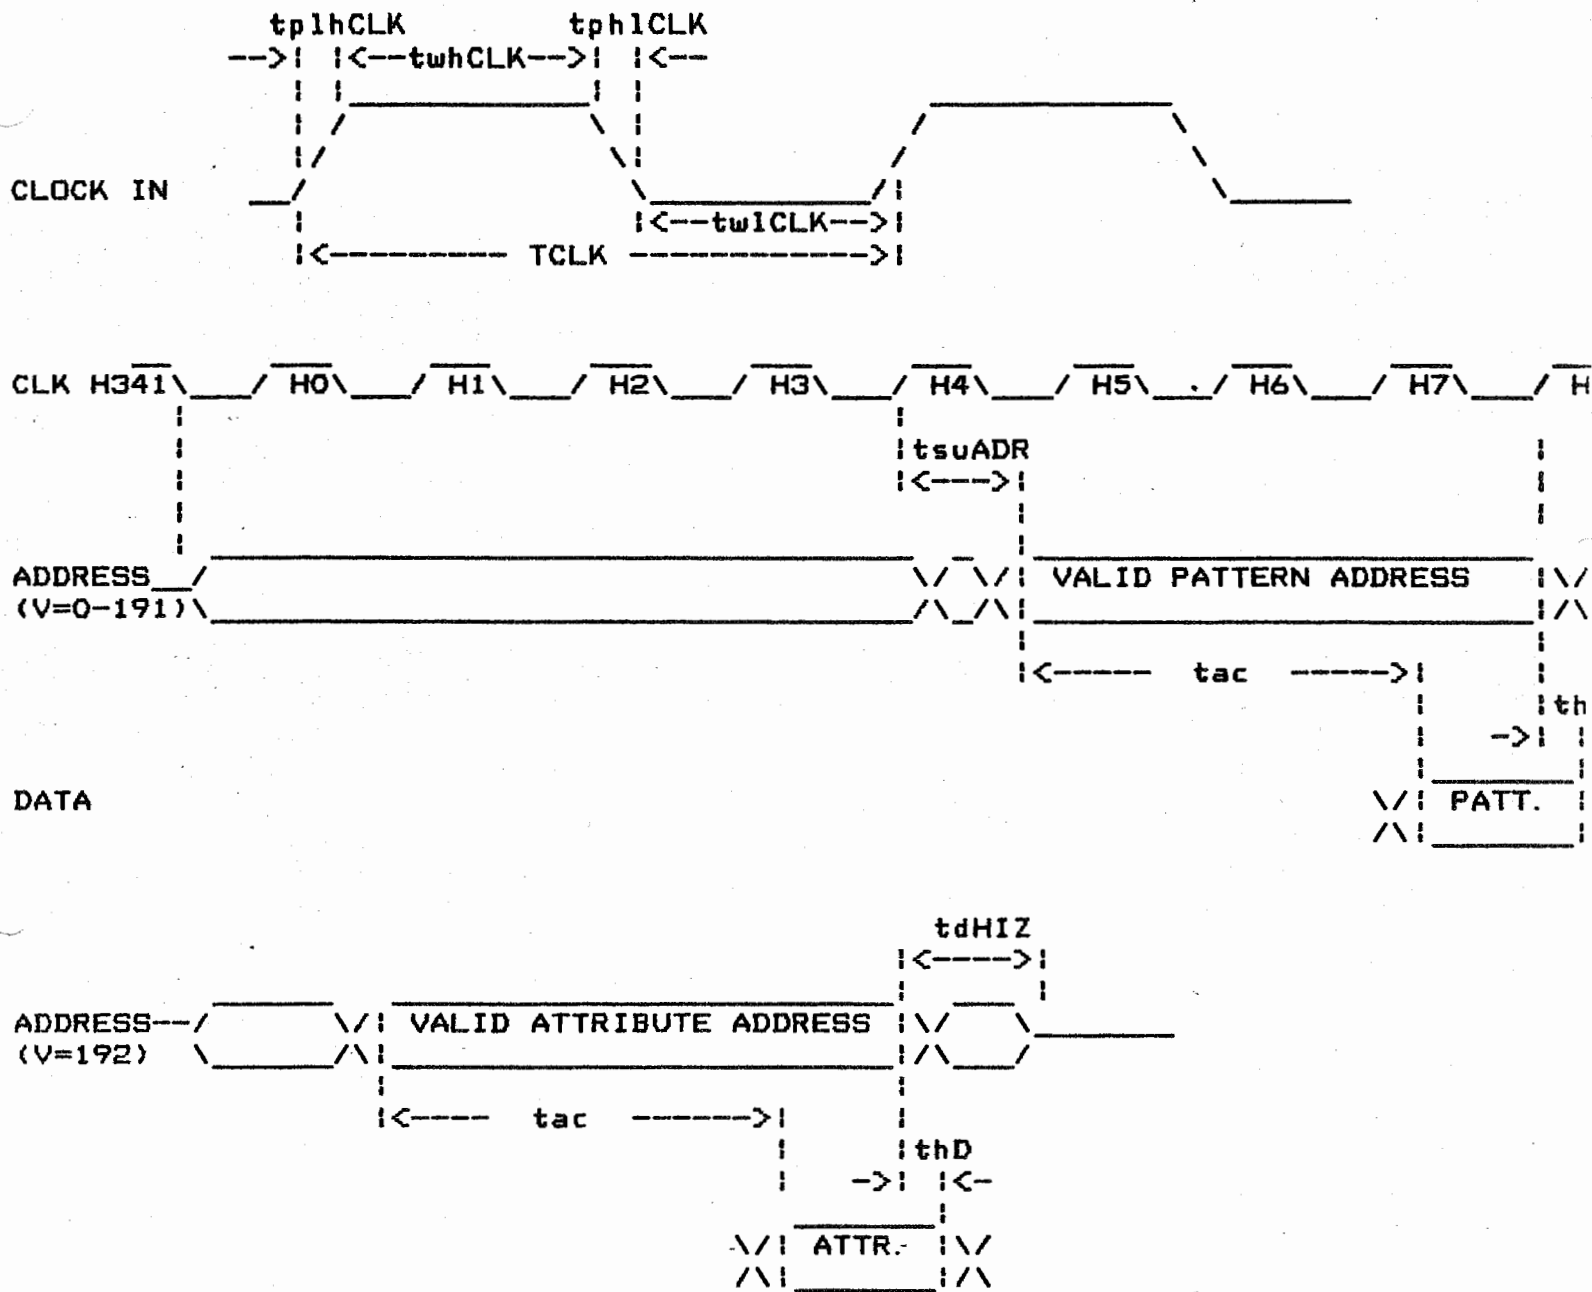 tplhCLK tphlCLK
twhCLK
CLOCK IN
twlCLK
TCLK
CLK H341 H0 H1 H2 H3 H4 H5 H6 H7 H
tsuADR
ADDRESS VALID PATTERN ADDRESS
(V=0-191)
tac
th
DATA PATT.
tdHIZ
ADDRESS VALID ATTRIBUTE ADDRESS
(V=192)
tac
thD
ATTR.